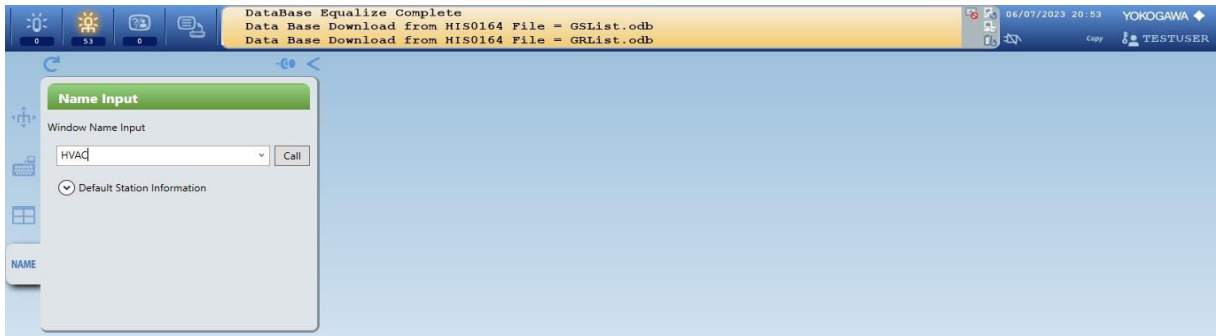 DataBase Equalize Complete
Data Base Download from HIS0164 File = GSList.odb
Data Base Download from HIS0164 File = GRList.odb
0
53
0
06/07/2023 20:53
YOKOGAWA
Copy
TESTUSER
Name Input
Window Name Input
HVAC
Call
Default Station Information
NAME